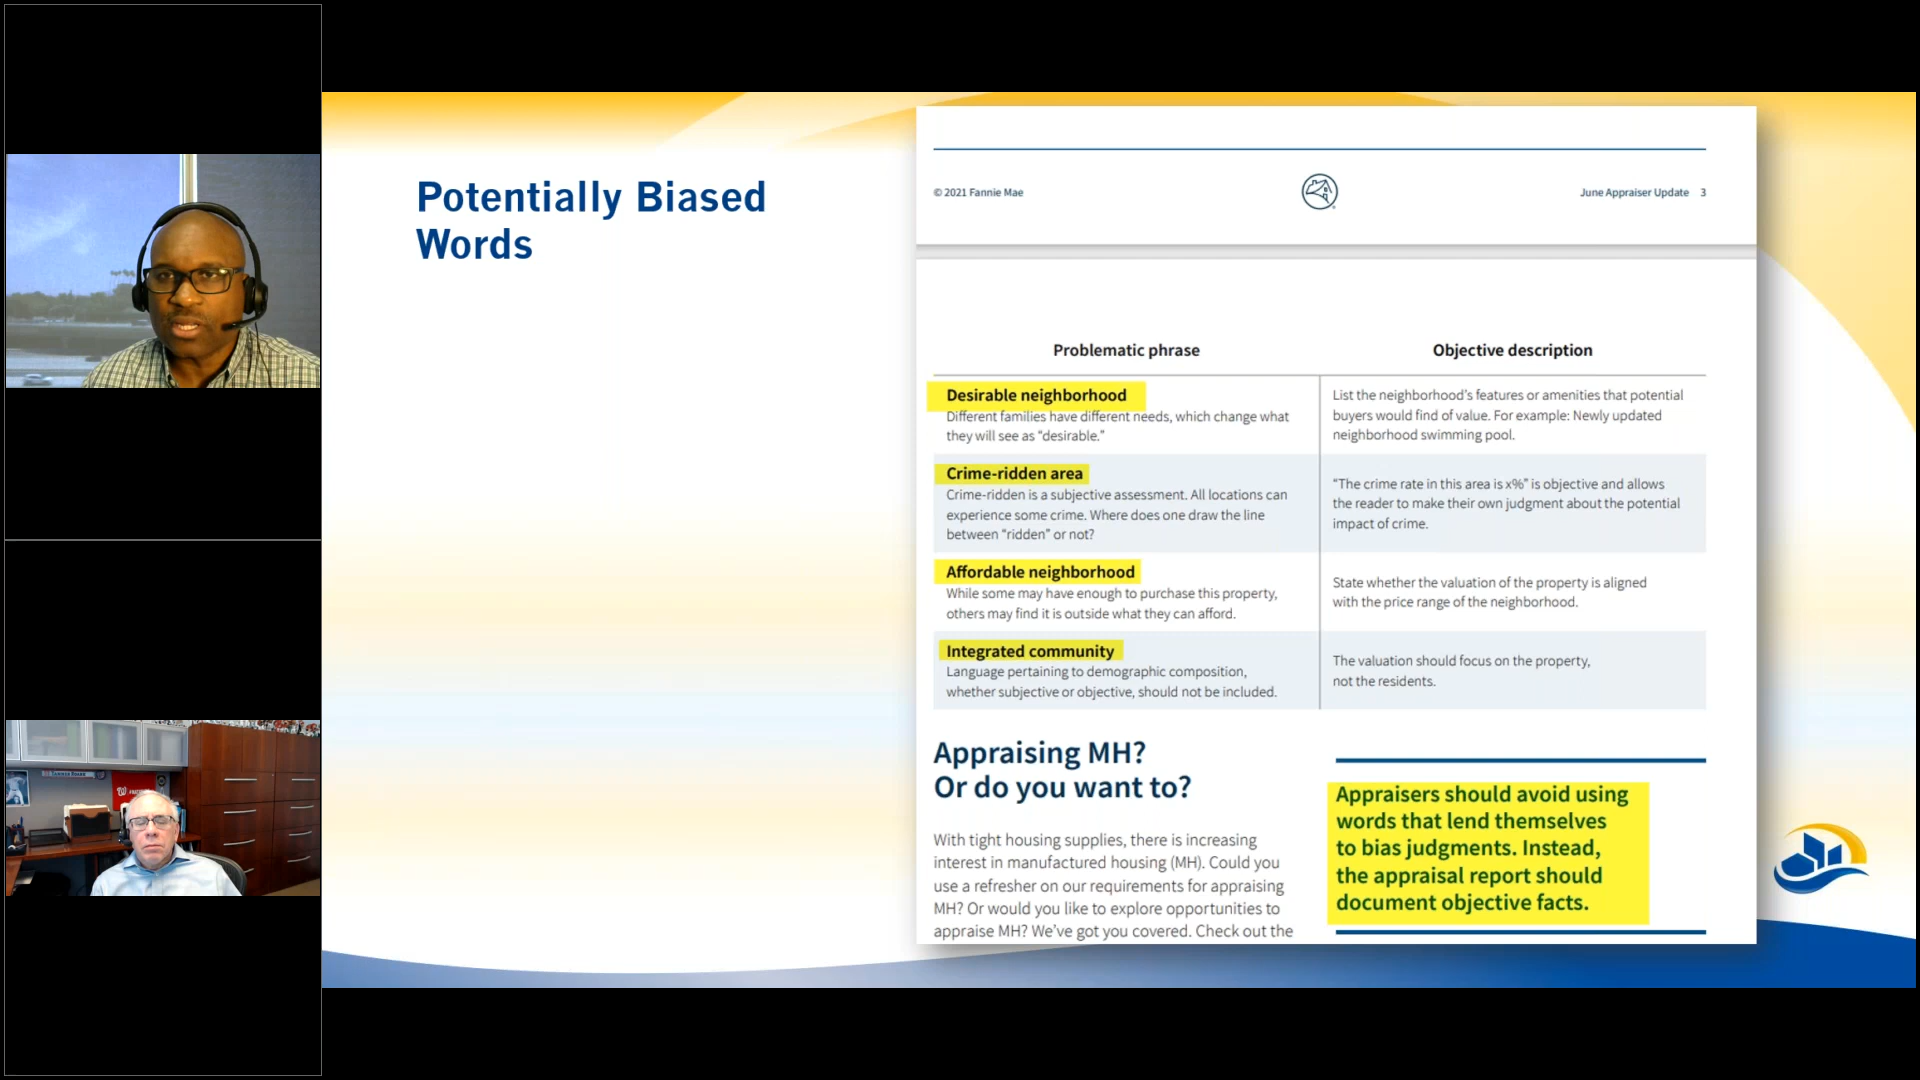 Potentially Biased
Words
© 2021 Fannie Mae
June Appraiser Update 3
Problematic phrase
Objective description
Desirable neighborhood
Different families have different needs, which change what
they will see as “desirable.”
List the neighborhood’s features or amenities that potential
buyers would find of value. For example: Newly updated
neighborhood swimming pool.
Crime-ridden area
Crime-ridden is a subjective assessment. All locations can
experience some crime. Where does one draw the line
between “ridden” or not?
“The crime rate in this area is x%” is objective and allows
the reader to make their own judgment about the potential
impact of crime.
Affordable neighborhood
While some may have enough to purchase this property,
others may find it is outside what they can afford.
State whether the valuation of the property is aligned
with the price range of the neighborhood.
Integrated community
Language pertaining to demographic composition,
whether subjective or objective, should not be included.
The valuation should focus on the property,
not the residents.
Appraising MH?
Or do you want to?
With tight housing supplies, there is increasing
interest in manufactured housing (MH). Could you
use a refresher on our requirements for appraising
MH? Or would you like to explore opportunities to
appraise MH? We’ve got you covered. Check out the
Appraisers should avoid using
words that lend themselves
to bias judgments. Instead,
the appraisal report should
document objective facts.